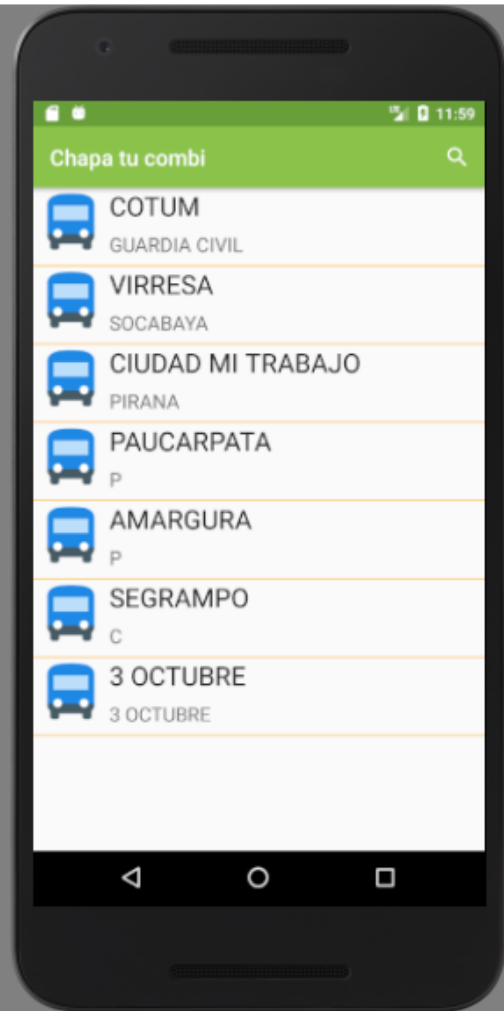 11:59
Chapa tu combi
COTUM
GUARDIA CIVIL
VIRRESA
SOCABAYA
CIUDAD MI TRABAJO
PIRANA
PAUCARPATA
P
AMARGURA
P
SEGRAMPO
C
3 OCTUBRE
3 OCTUBRE